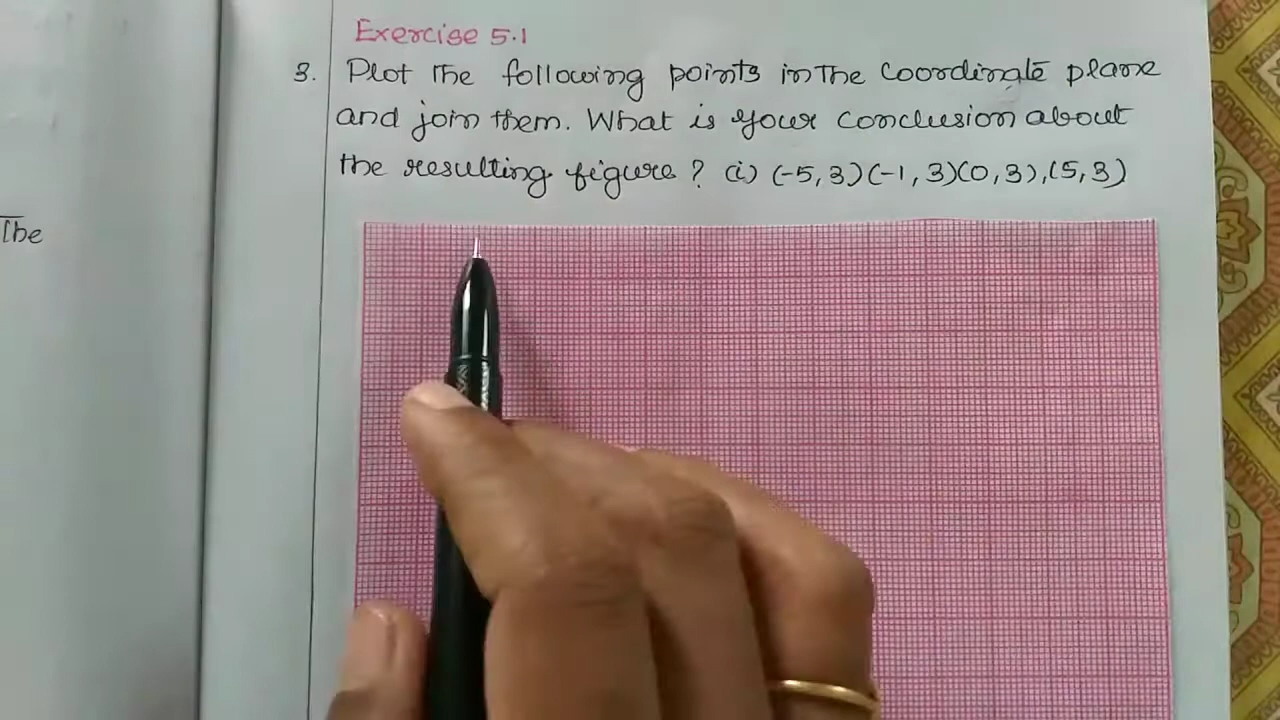 Exercise 5.1
3. Plot the following points in the coordinate plane
and join them. What is your conclusion about
the resulting figure? (i) (-5,3)(-1,3)(0,3),(5,3)
The